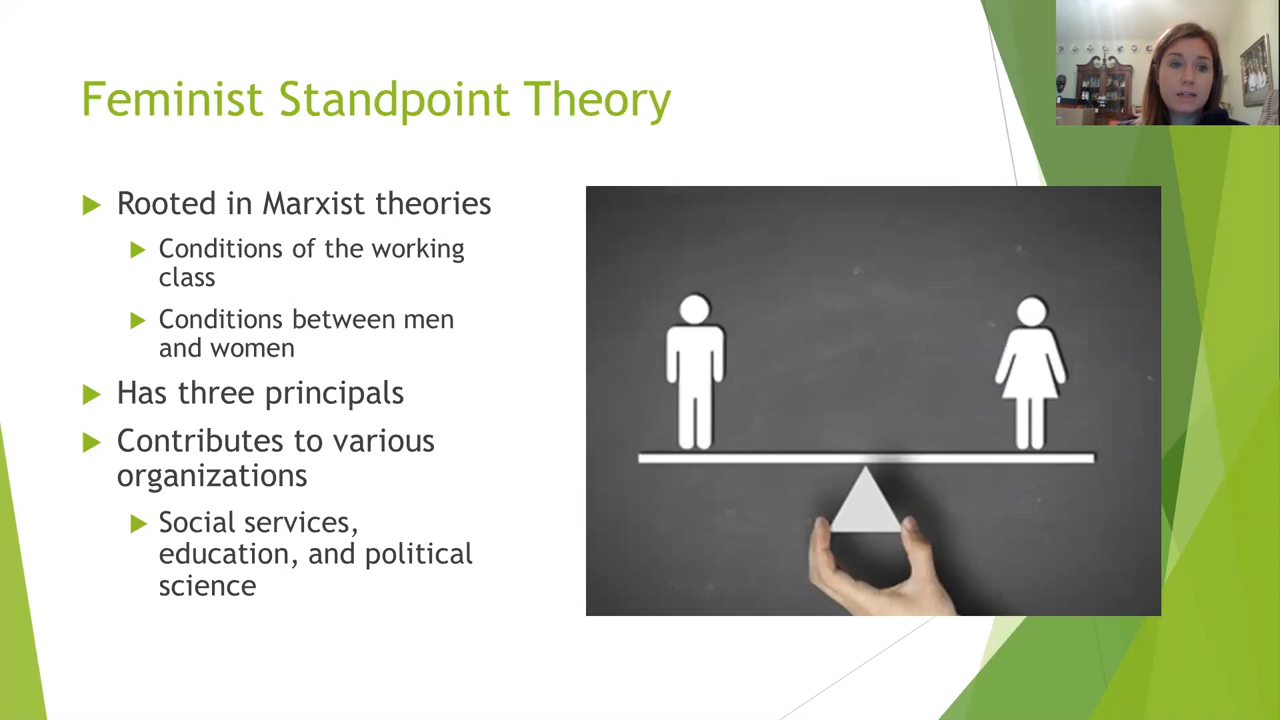 Feminist Standpoint Theory
Rooted in Marxist theories
Conditions of the working
class
Conditions between men
and women
Has three principals
Contributes to various
organizations
Social services,
education, and political
science